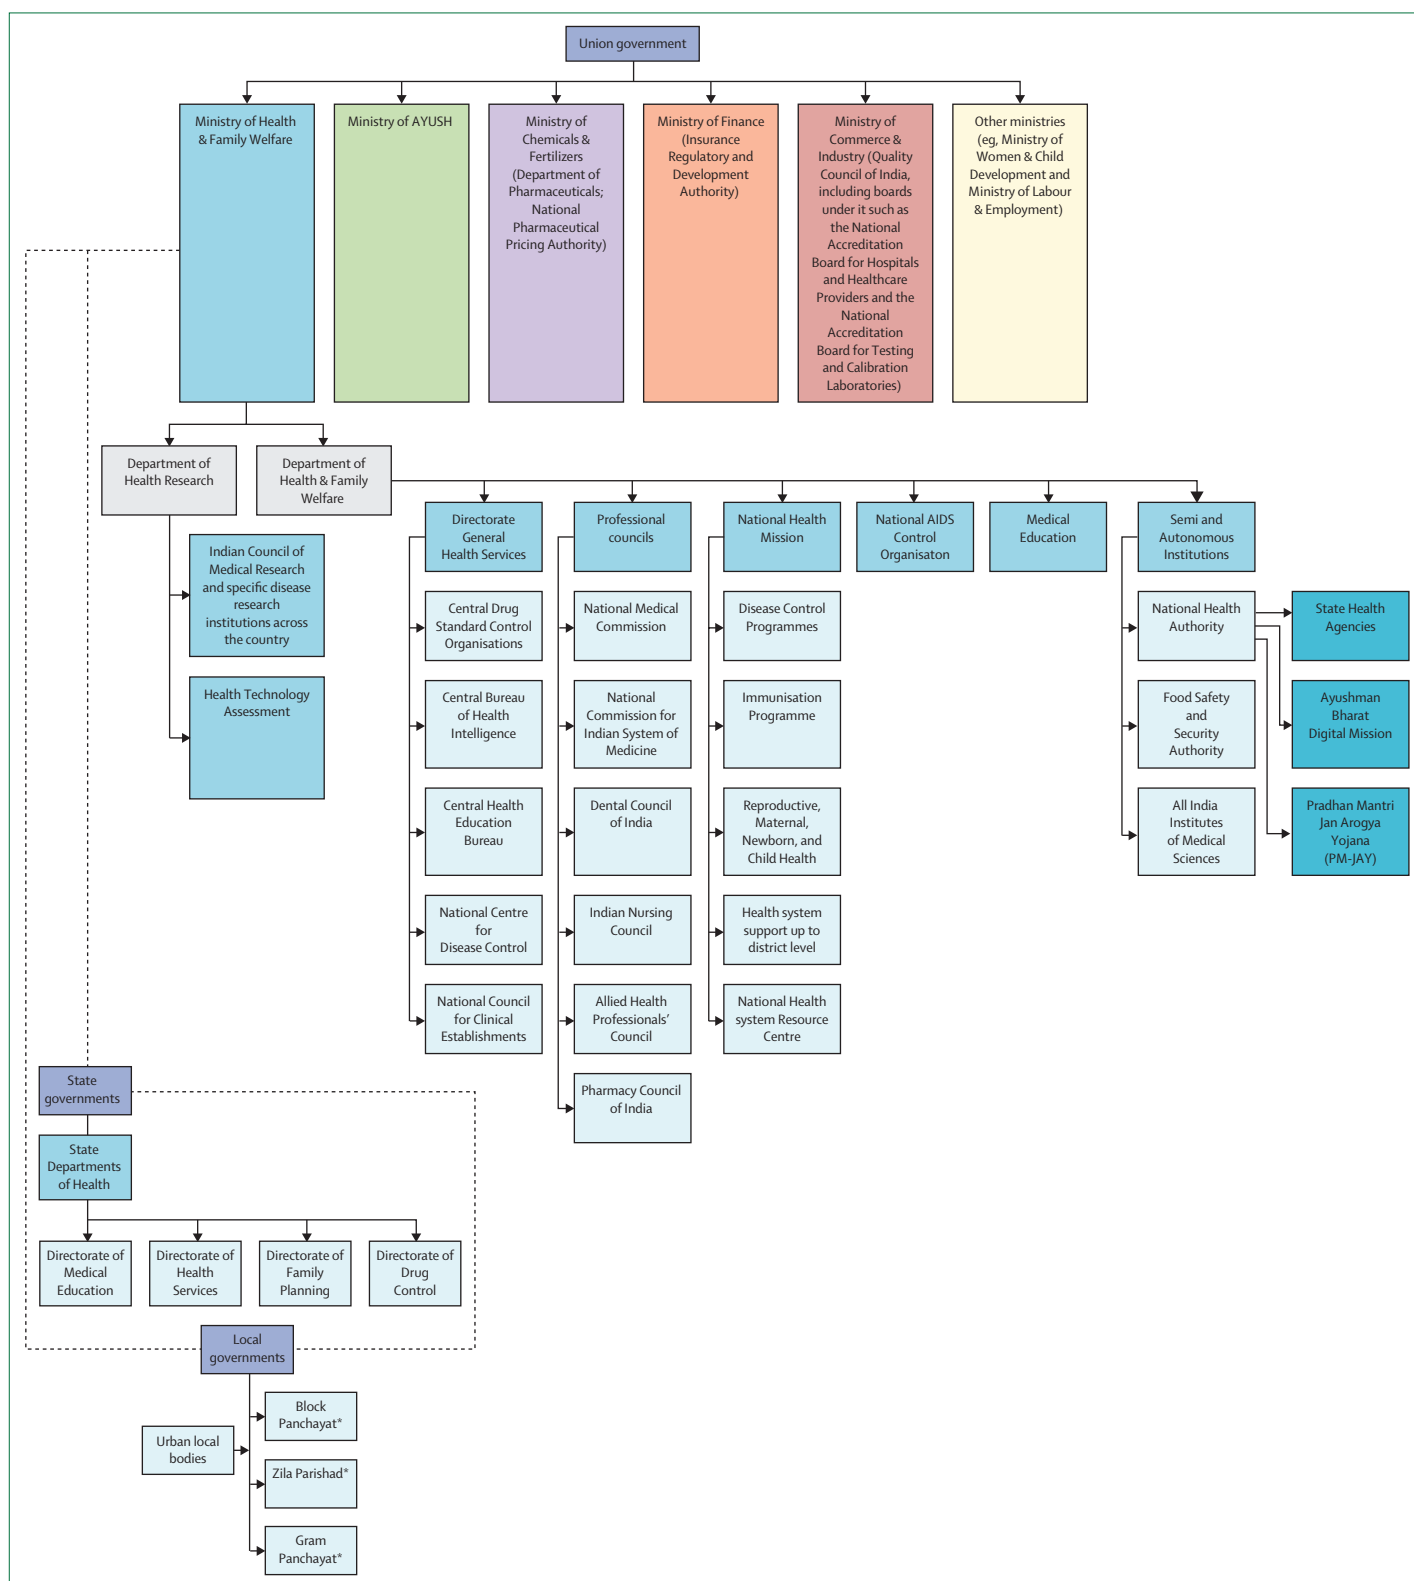 Union government
Ministry of Health
& Family Welfare
Ministry of AYUSH
Ministry of
Chemicals &
Fertilizers
(Department of
Pharmaceuticals;
National
Pharmaceutical
Pricing Authority)
Ministry of Finance
(Insurance
Regulatory and
Development
Authority)
Ministry of
Commerce &
Industry (Quality
Council of India,
including boards
under it such as
the National
Accreditation
Board for Hospitals
and Healthcare
Providers and the
National
Accreditation
Board for Testing
and Calibration
Laboratories)
Other ministries
(eg, Ministry of
Women & Child
Development and
Ministry of Labour
& Employment)
Department of
Health Research
Department of
Health & Family
Welfare
Indian Council of
Medical Research
and specific disease
research
institutions across
the country
Health Technology
Assessment
Directorate
General
Health Services
Central Drug
Standard Control
Organisations
Central Bureau
of Health
Intelligence
Central Health
Education
Bureau
National Centre
for
Disease Control
National Council
for Clinical
Establishments
Professional
councils
National Medical
Commission
National
Commission for
Indian System of
Medicine
Dental Council
of India
Indian Nursing
Council
Allied Health
Professionals’
Council
Pharmacy Council
of India
National Health
Mission
Disease Control
Programmes
Immunisation
Programme
Reproductive,
Maternal,
Newborn, and
Child Health
Health system
support up to
district level
National Health
system Resource
Centre
National AIDS
Control
Organisaton
Medical
Education
Semi and
Autonomous
Institutions
National Health
Authority
Food Safety
and
Security
Authority
All India
Institutes
of Medical
Sciences
State Health
Agencies
Ayushman
Bharat
Digital Mission
Pradhan Mantri
Jan Arogya
Yojana
(PM-JAY)
State
governments
State
Departments
of Health
Directorate of
Medical
Education
Directorate of
Health
Services
Directorate of
Family
Planning
Directorate of
Drug
Control
Local
governments
Urban local
bodies
Block
Panchayat*
Zila Parishad*
Gram
Panchayat*